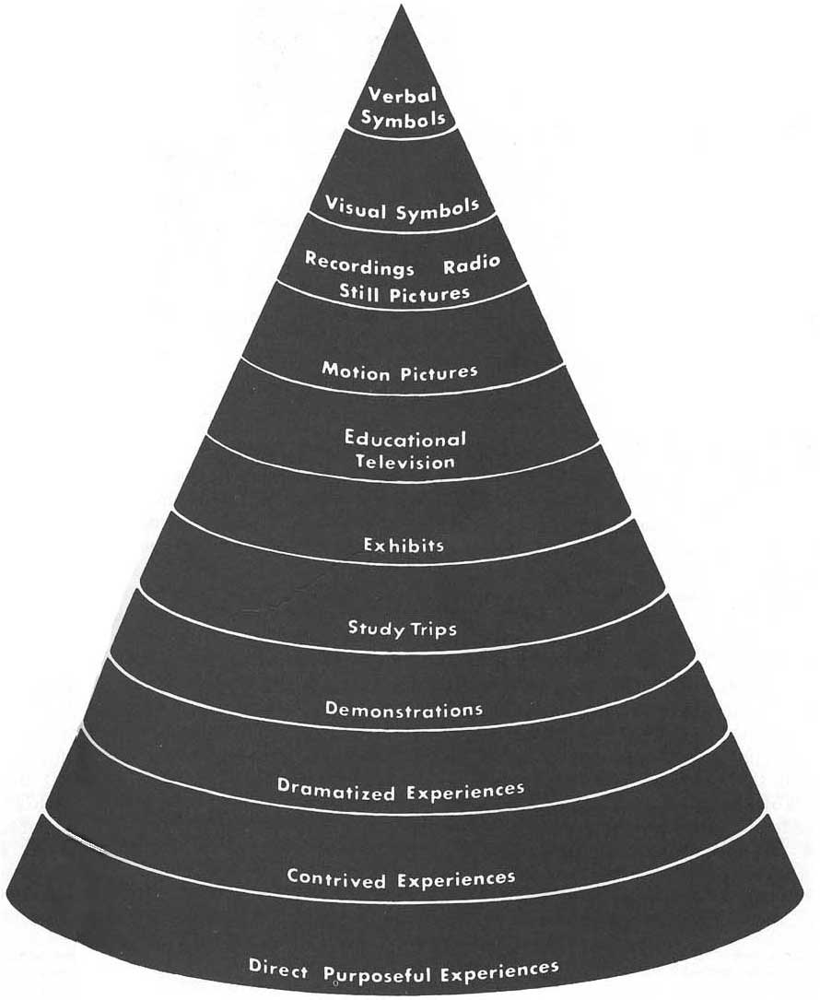 Verbal
Symbols
Visual Symbols
Recordings Radio
Still Pictures
Motion Pictures
Educational
Television
Exhibits
Study Trips
Demonstrations
Dramatized Experiences
Contrived Experiences
Direct Purposeful Experiences